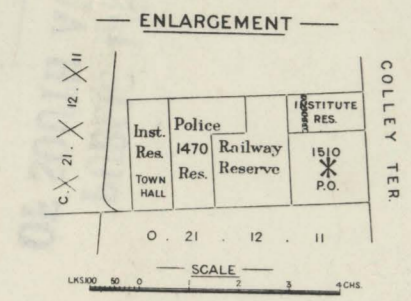 ENLARGEMENT
C. 21. 12. 11
COLLEY TER.
Inst.
Res.
TOWN
HALL
Police
1470
Res.
Railway
Reserve
INSTITUTE
RES.
1510
P.O.
O. 21. 12. 11
SCALE
LKS.100 50 0 1 2 3 4 CHS.